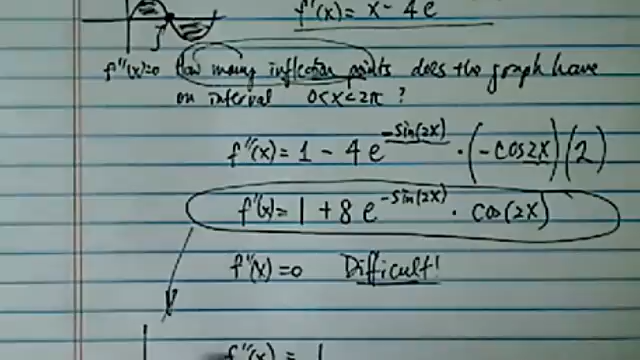 f'(x) = x - 4e
f''(x)=0 How many inflection points does the graph have
on interval 0<x<2π ?
f''(x) = 1 - 4e^-sin(2x) · (-cos2x)(2)
f''(x) = 1 + 8e^-sin(2x) · cos(2x)
f''(x)=0 Difficult!
f''(x) = 1